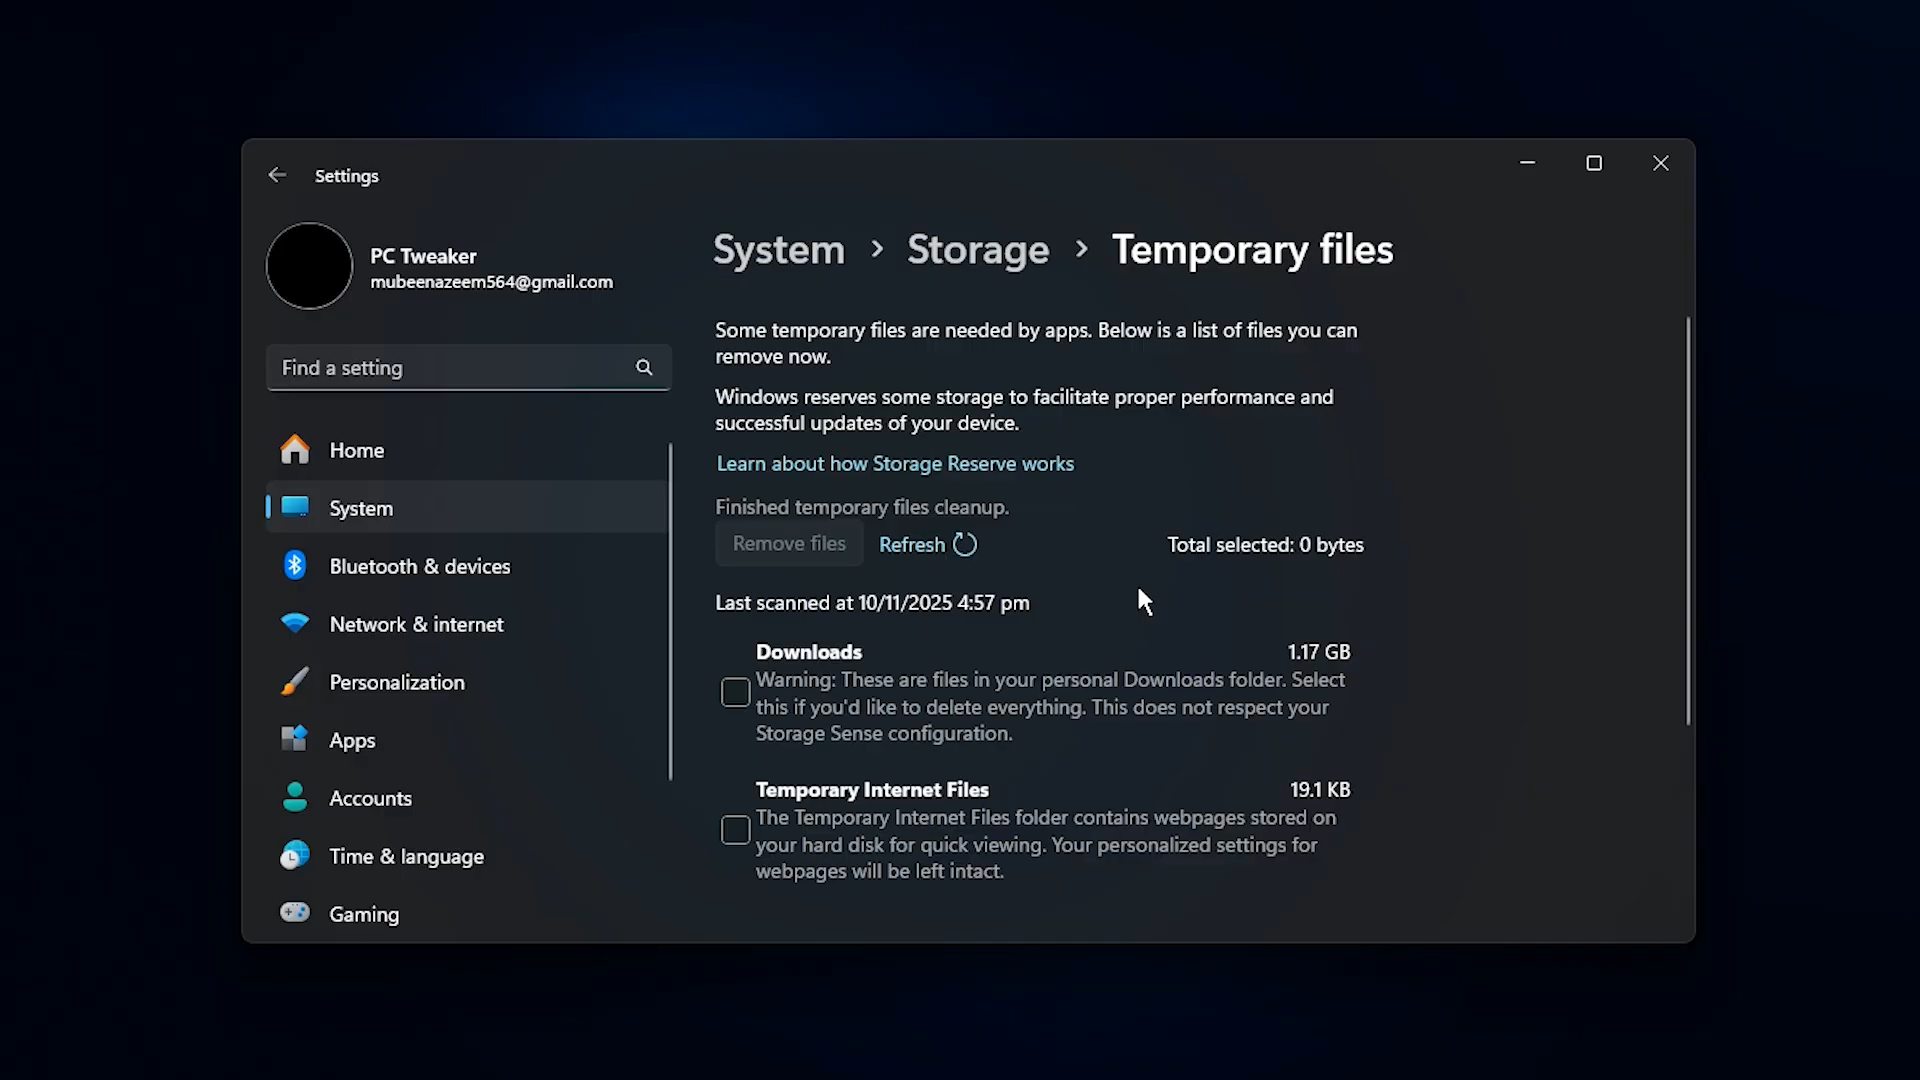 Settings
PC Tweaker
mubeenazeem564@gmail.com
Find a setting
Home
System
Bluetooth & devices
Network & internet
Personalization
Apps
Accounts
Time & language
Gaming
System > Storage > Temporary files
Some temporary files are needed by apps. Below is a list of files you can
remove now.
Windows reserves some storage to facilitate proper performance and
successful updates of your device.
Learn about how Storage Reserve works
Finished temporary files cleanup.
Remove files Refresh Total selected: 0 bytes
Last scanned at 10/11/2025 4:57 pm
Downloads 1.17 GB
Warning: These are files in your personal Downloads folder. Select
this if you'd like to delete everything. This does not respect your
Storage Sense configuration.
Temporary Internet Files 19.1 KB
The Temporary Internet Files folder contains webpages stored on
your hard disk for quick viewing. Your personalized settings for
webpages will be left intact.